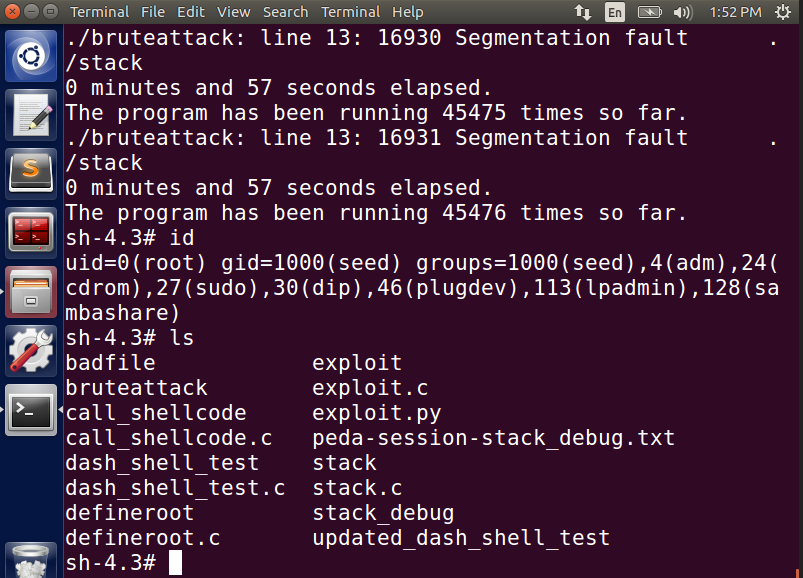 Terminal File Edit View Search Terminal Help En 1:52 PM
./bruteattack: line 13: 16930 Segmentation fault      .
/stack
0 minutes and 57 seconds elapsed.
The program has been running 45475 times so far.
./bruteattack: line 13: 16931 Segmentation fault      .
/stack
0 minutes and 57 seconds elapsed.
The program has been running 45476 times so far.
sh-4.3# id
uid=0(root) gid=1000(seed) groups=1000(seed),4(adm),24(
cdrom),27(sudo),30(dip),46(plugdev),113(lpadmin),128(sa
mbashare)
sh-4.3# ls
badfile            exploit
bruteattack        exploit.c
call_shellcode     exploit.py
call_shellcode.c   peda-session-stack_debug.txt
dash_shell_test    stack
dash_shell_test.c  stack.c
defineroot         stack_debug
defineroot.c       updated_dash_shell_test
sh-4.3#